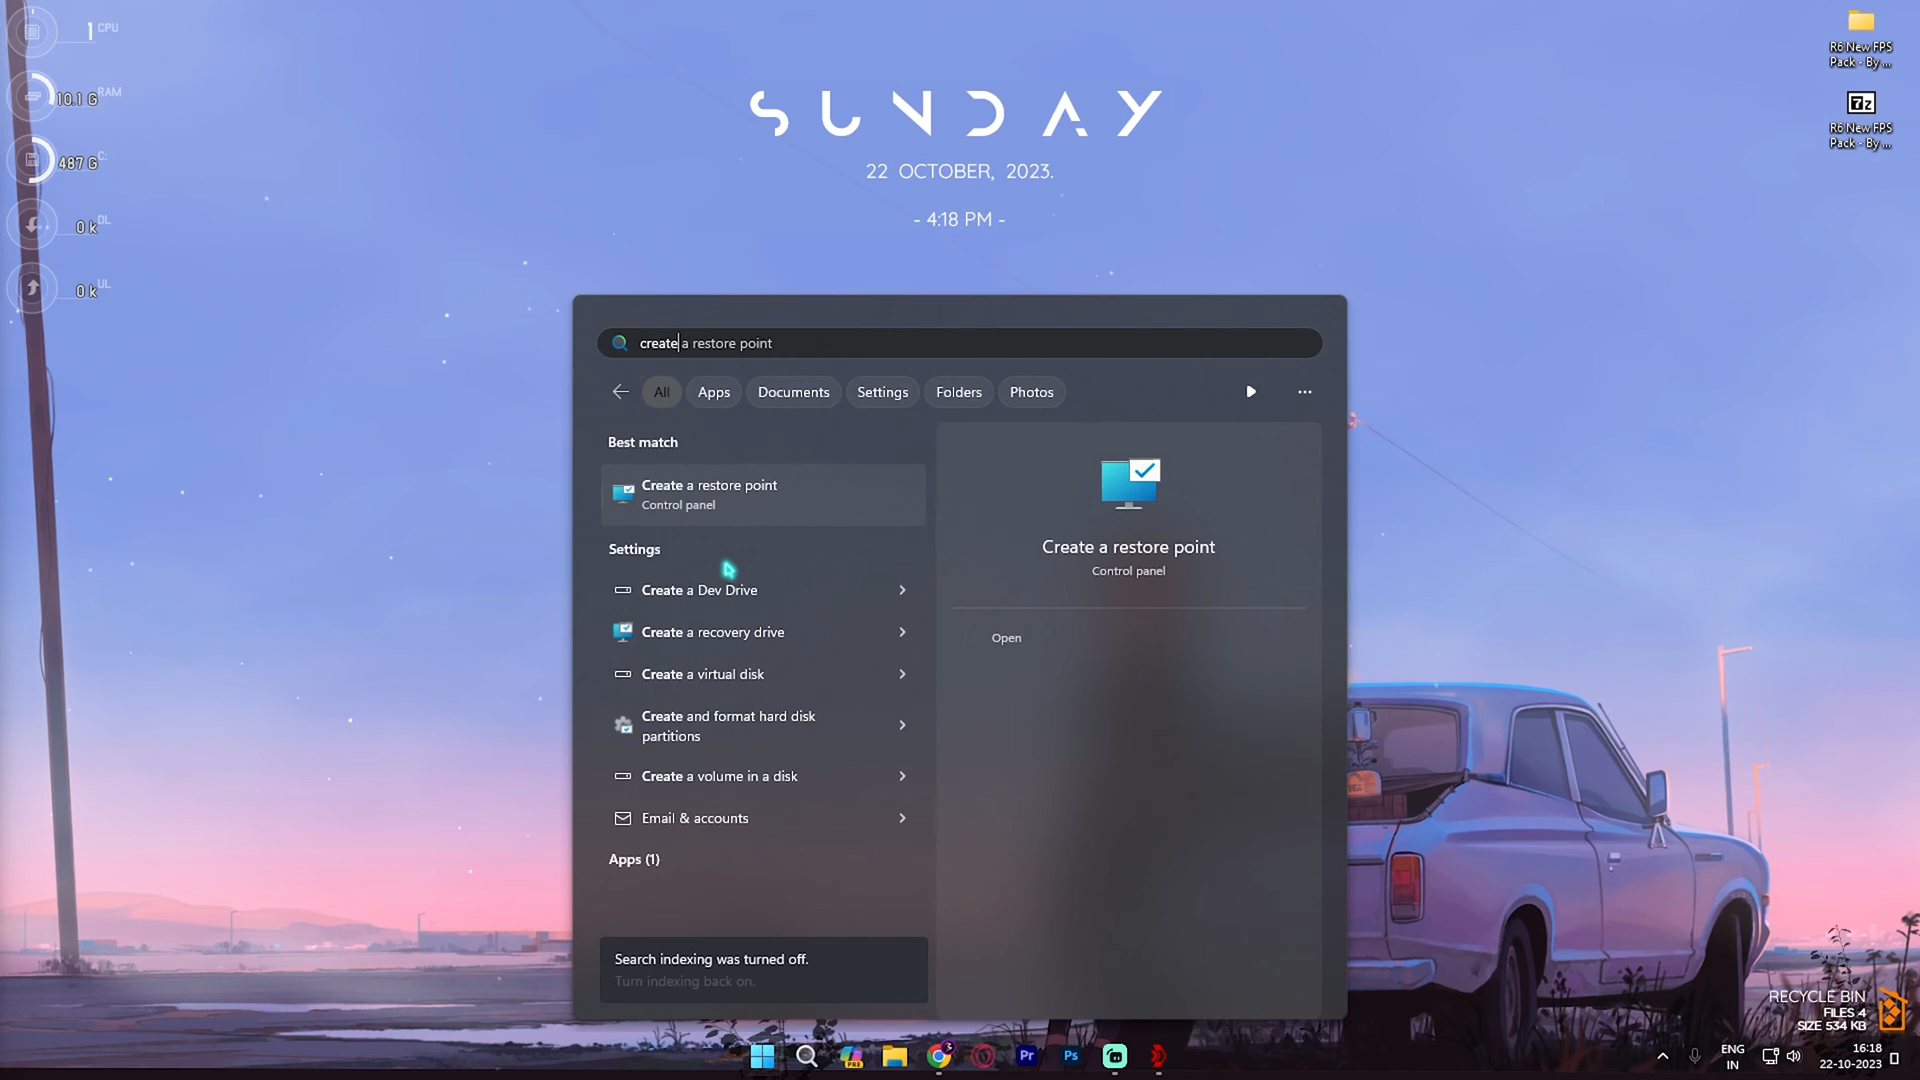 1 CPU
10.1 G RAM
487 G C:
0 k DL
0 k UL
SUNDAY
22 OCTOBER, 2023.
- 4:18 PM -
R6 New FPS
Pack - By ...
7z
R6 New FPS
Pack - By ...
create a restore point
All
Apps
Documents
Settings
Folders
Photos
Best match
Create a restore point
Control panel
Settings
Create a Dev Drive
Create a recovery drive
Create a virtual disk
Create and format hard disk
partitions
Create a volume in a disk
Email & accounts
Apps (1)
Search indexing was turned off.
Turn indexing back on.
Create a restore point
Control panel
Open
RECYCLE BIN
FILES 4
SIZE 534 KB
PRE
3
Pr
Ps
ENG
IN
16:18
22-10-2023